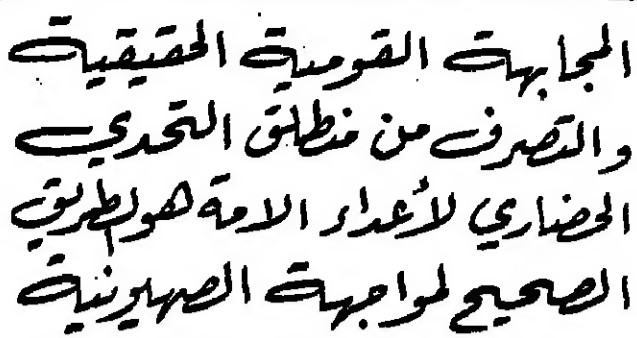 المجابهة القومية الحقيقية
والتصرف من منطلق التحدي
الحضاري لأعداء الامة هو الطريق
الصحيح لمواجهة الصهيونية